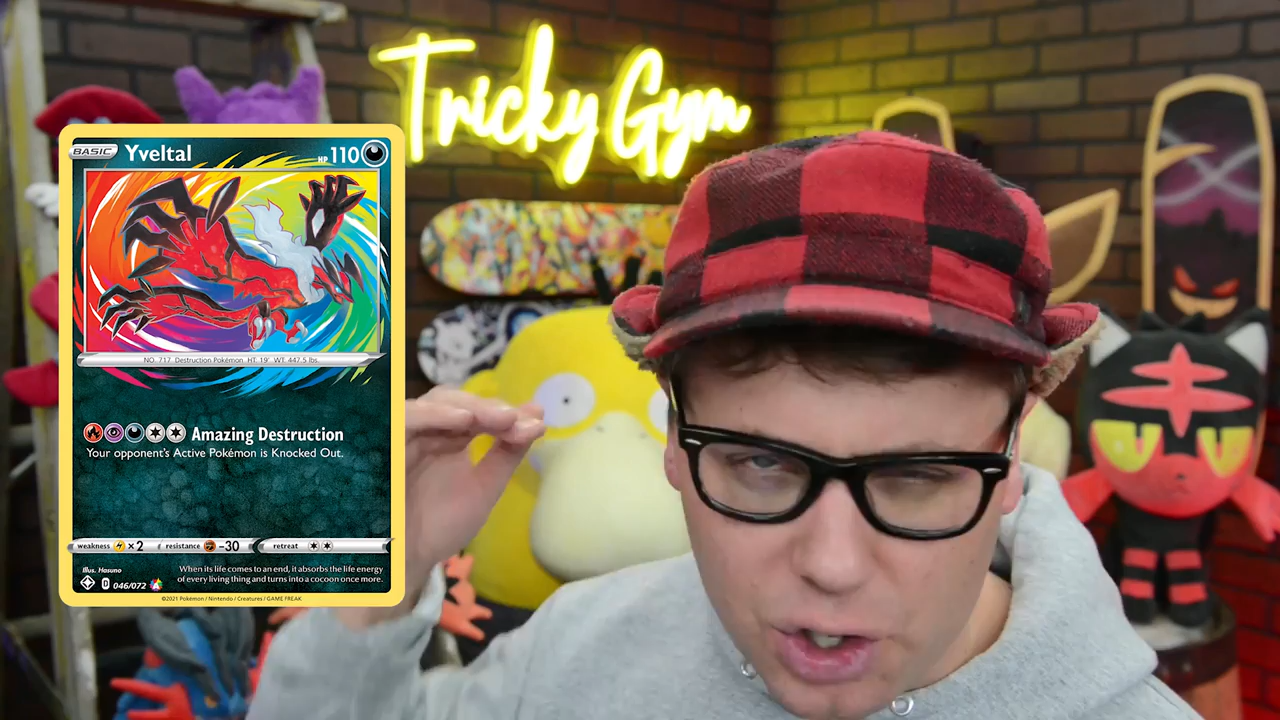 Tricky Gym
BASIC Yveltal HP 110
NO. 717 Destruction Pokémon HT: 19' WT: 447.5 lbs.
Amazing Destruction
Your opponent's Active Pokémon is Knocked Out.
weakness ×2 resistance -30 retreat
Illus. Hasuno
When its life comes to an end, it absorbs the life energy
of every living thing and turns into a cocoon once more.
D 046/072
©2021 Pokémon / Nintendo / Creatures / GAME FREAK